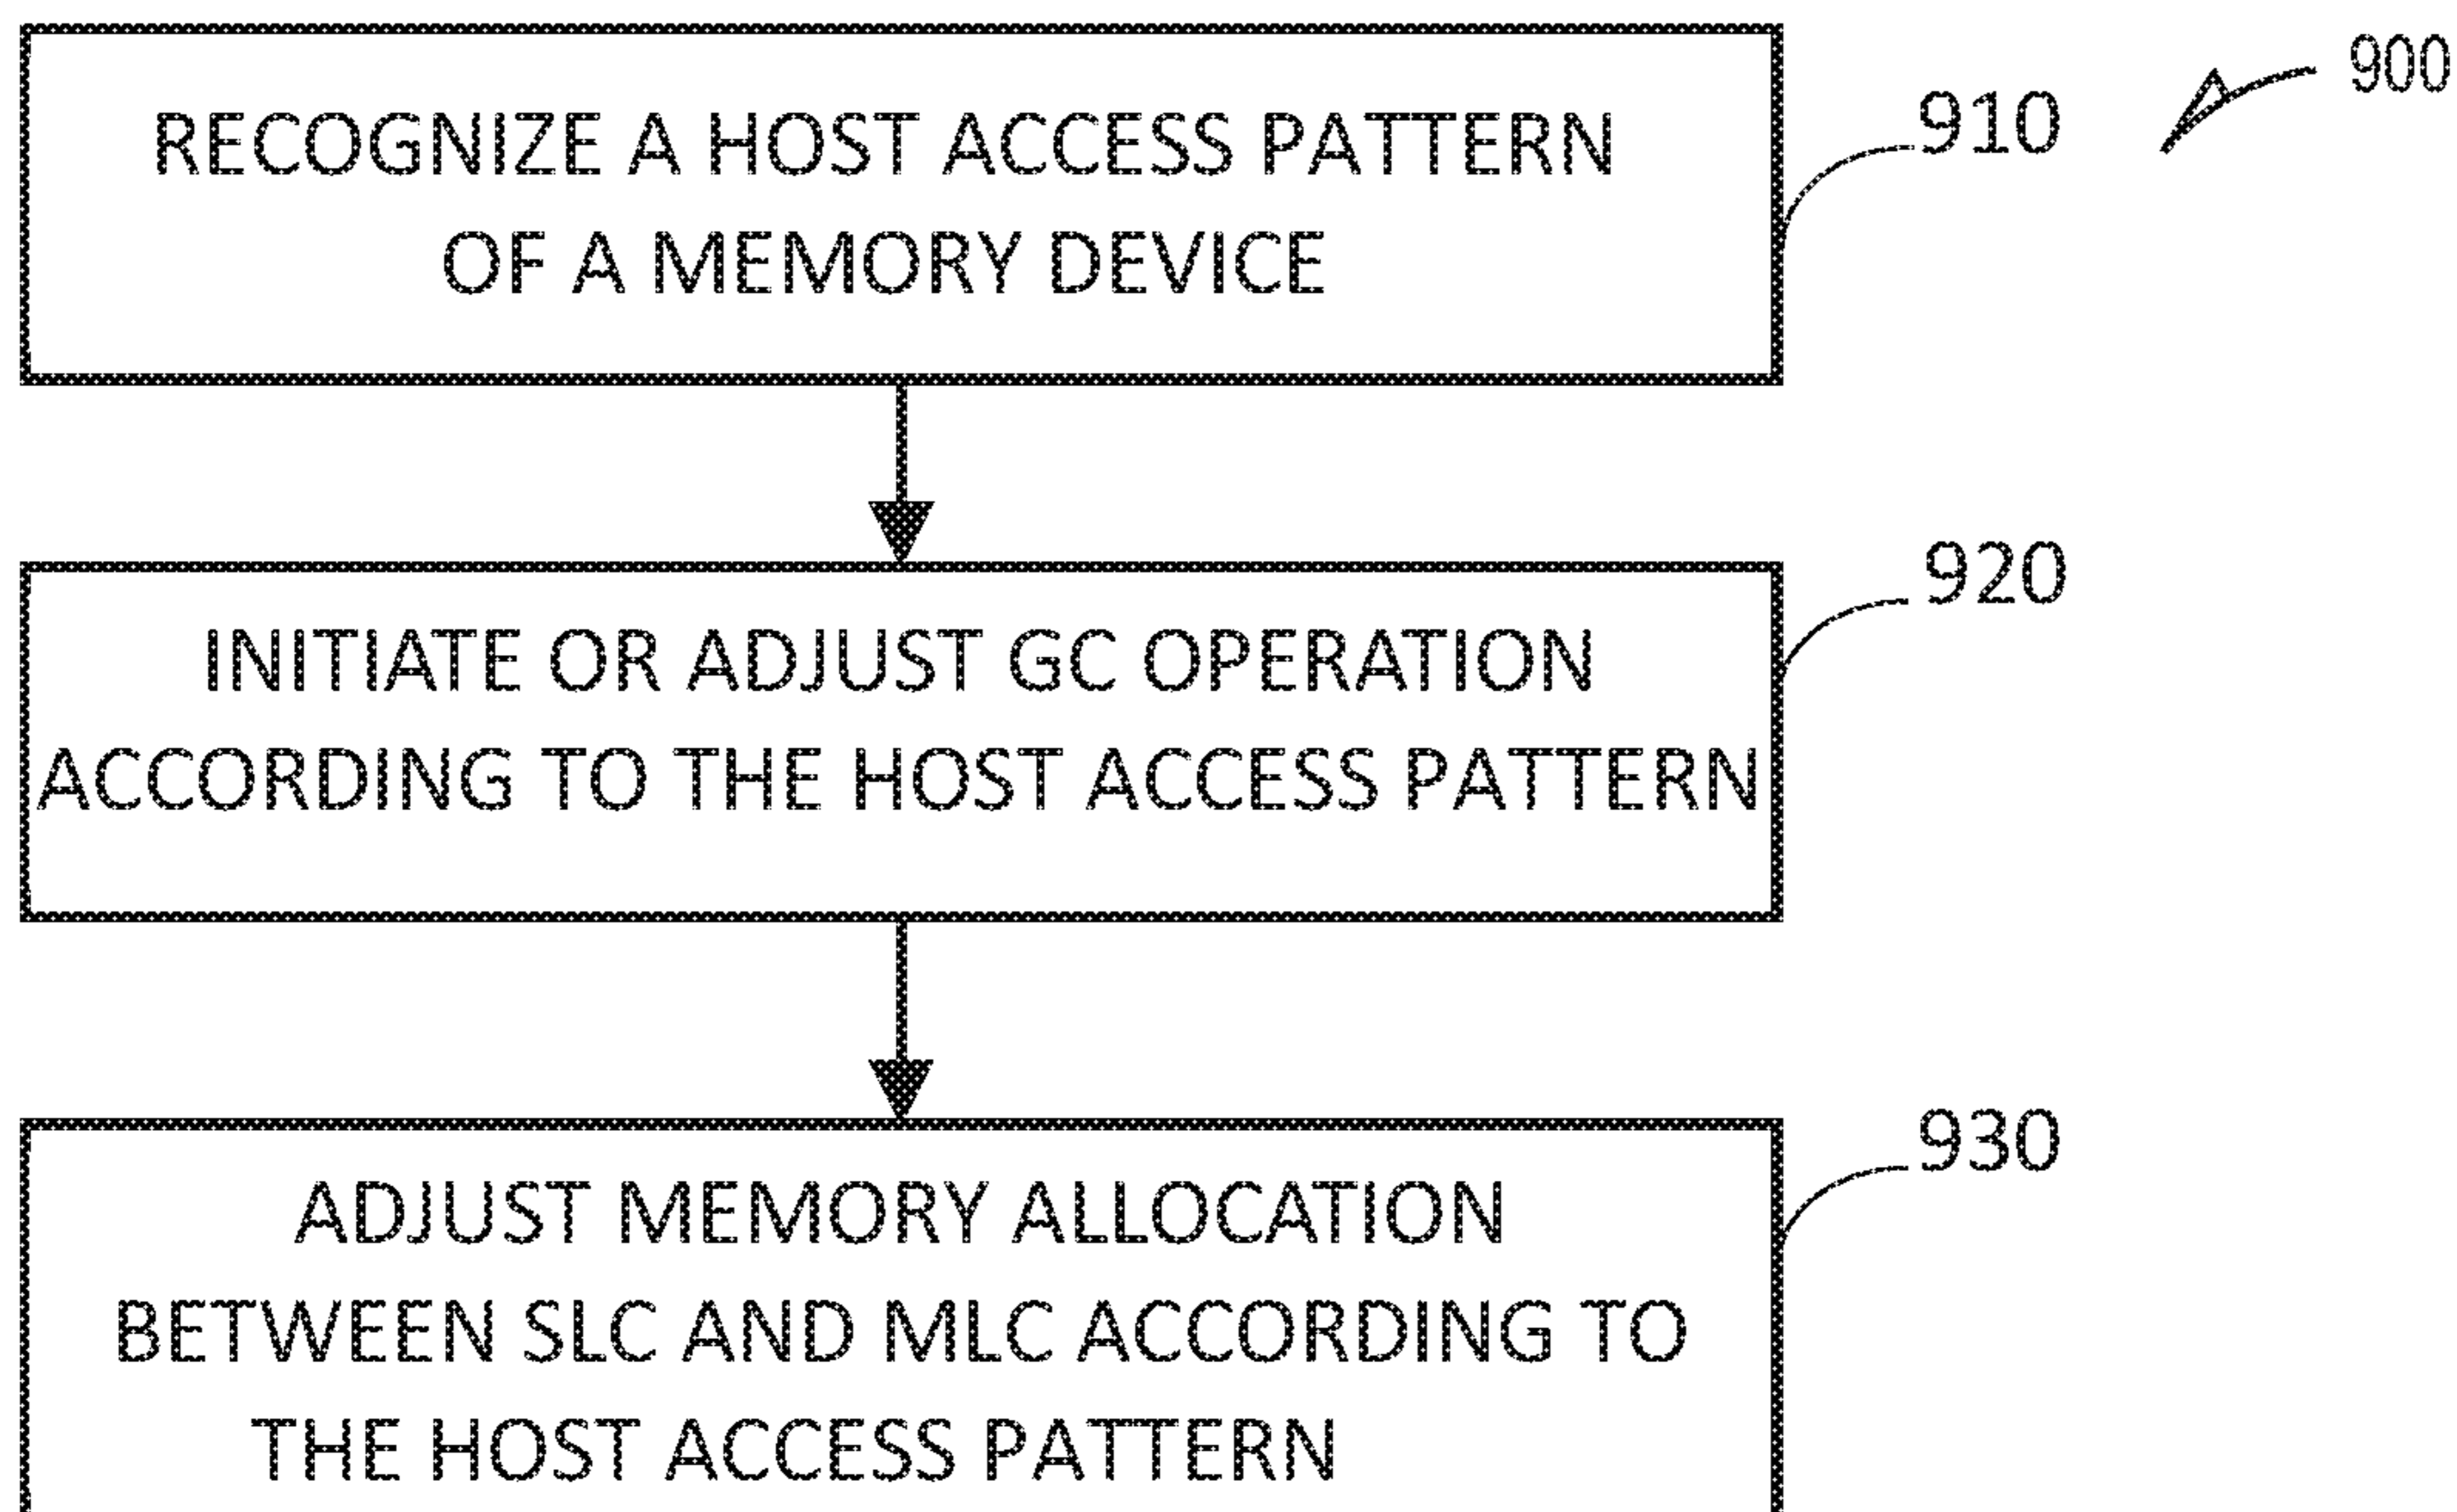 900
910
RECOGNIZE A HOST ACCESS PATTERN
OF A MEMORY DEVICE
920
INITIATE OR ADJUST GC OPERATION
ACCORDING TO THE HOST ACCESS PATTERN
930
ADJUST MEMORY ALLOCATION
BETWEEN SLC AND MLC ACCORDING TO
THE HOST ACCESS PATTERN